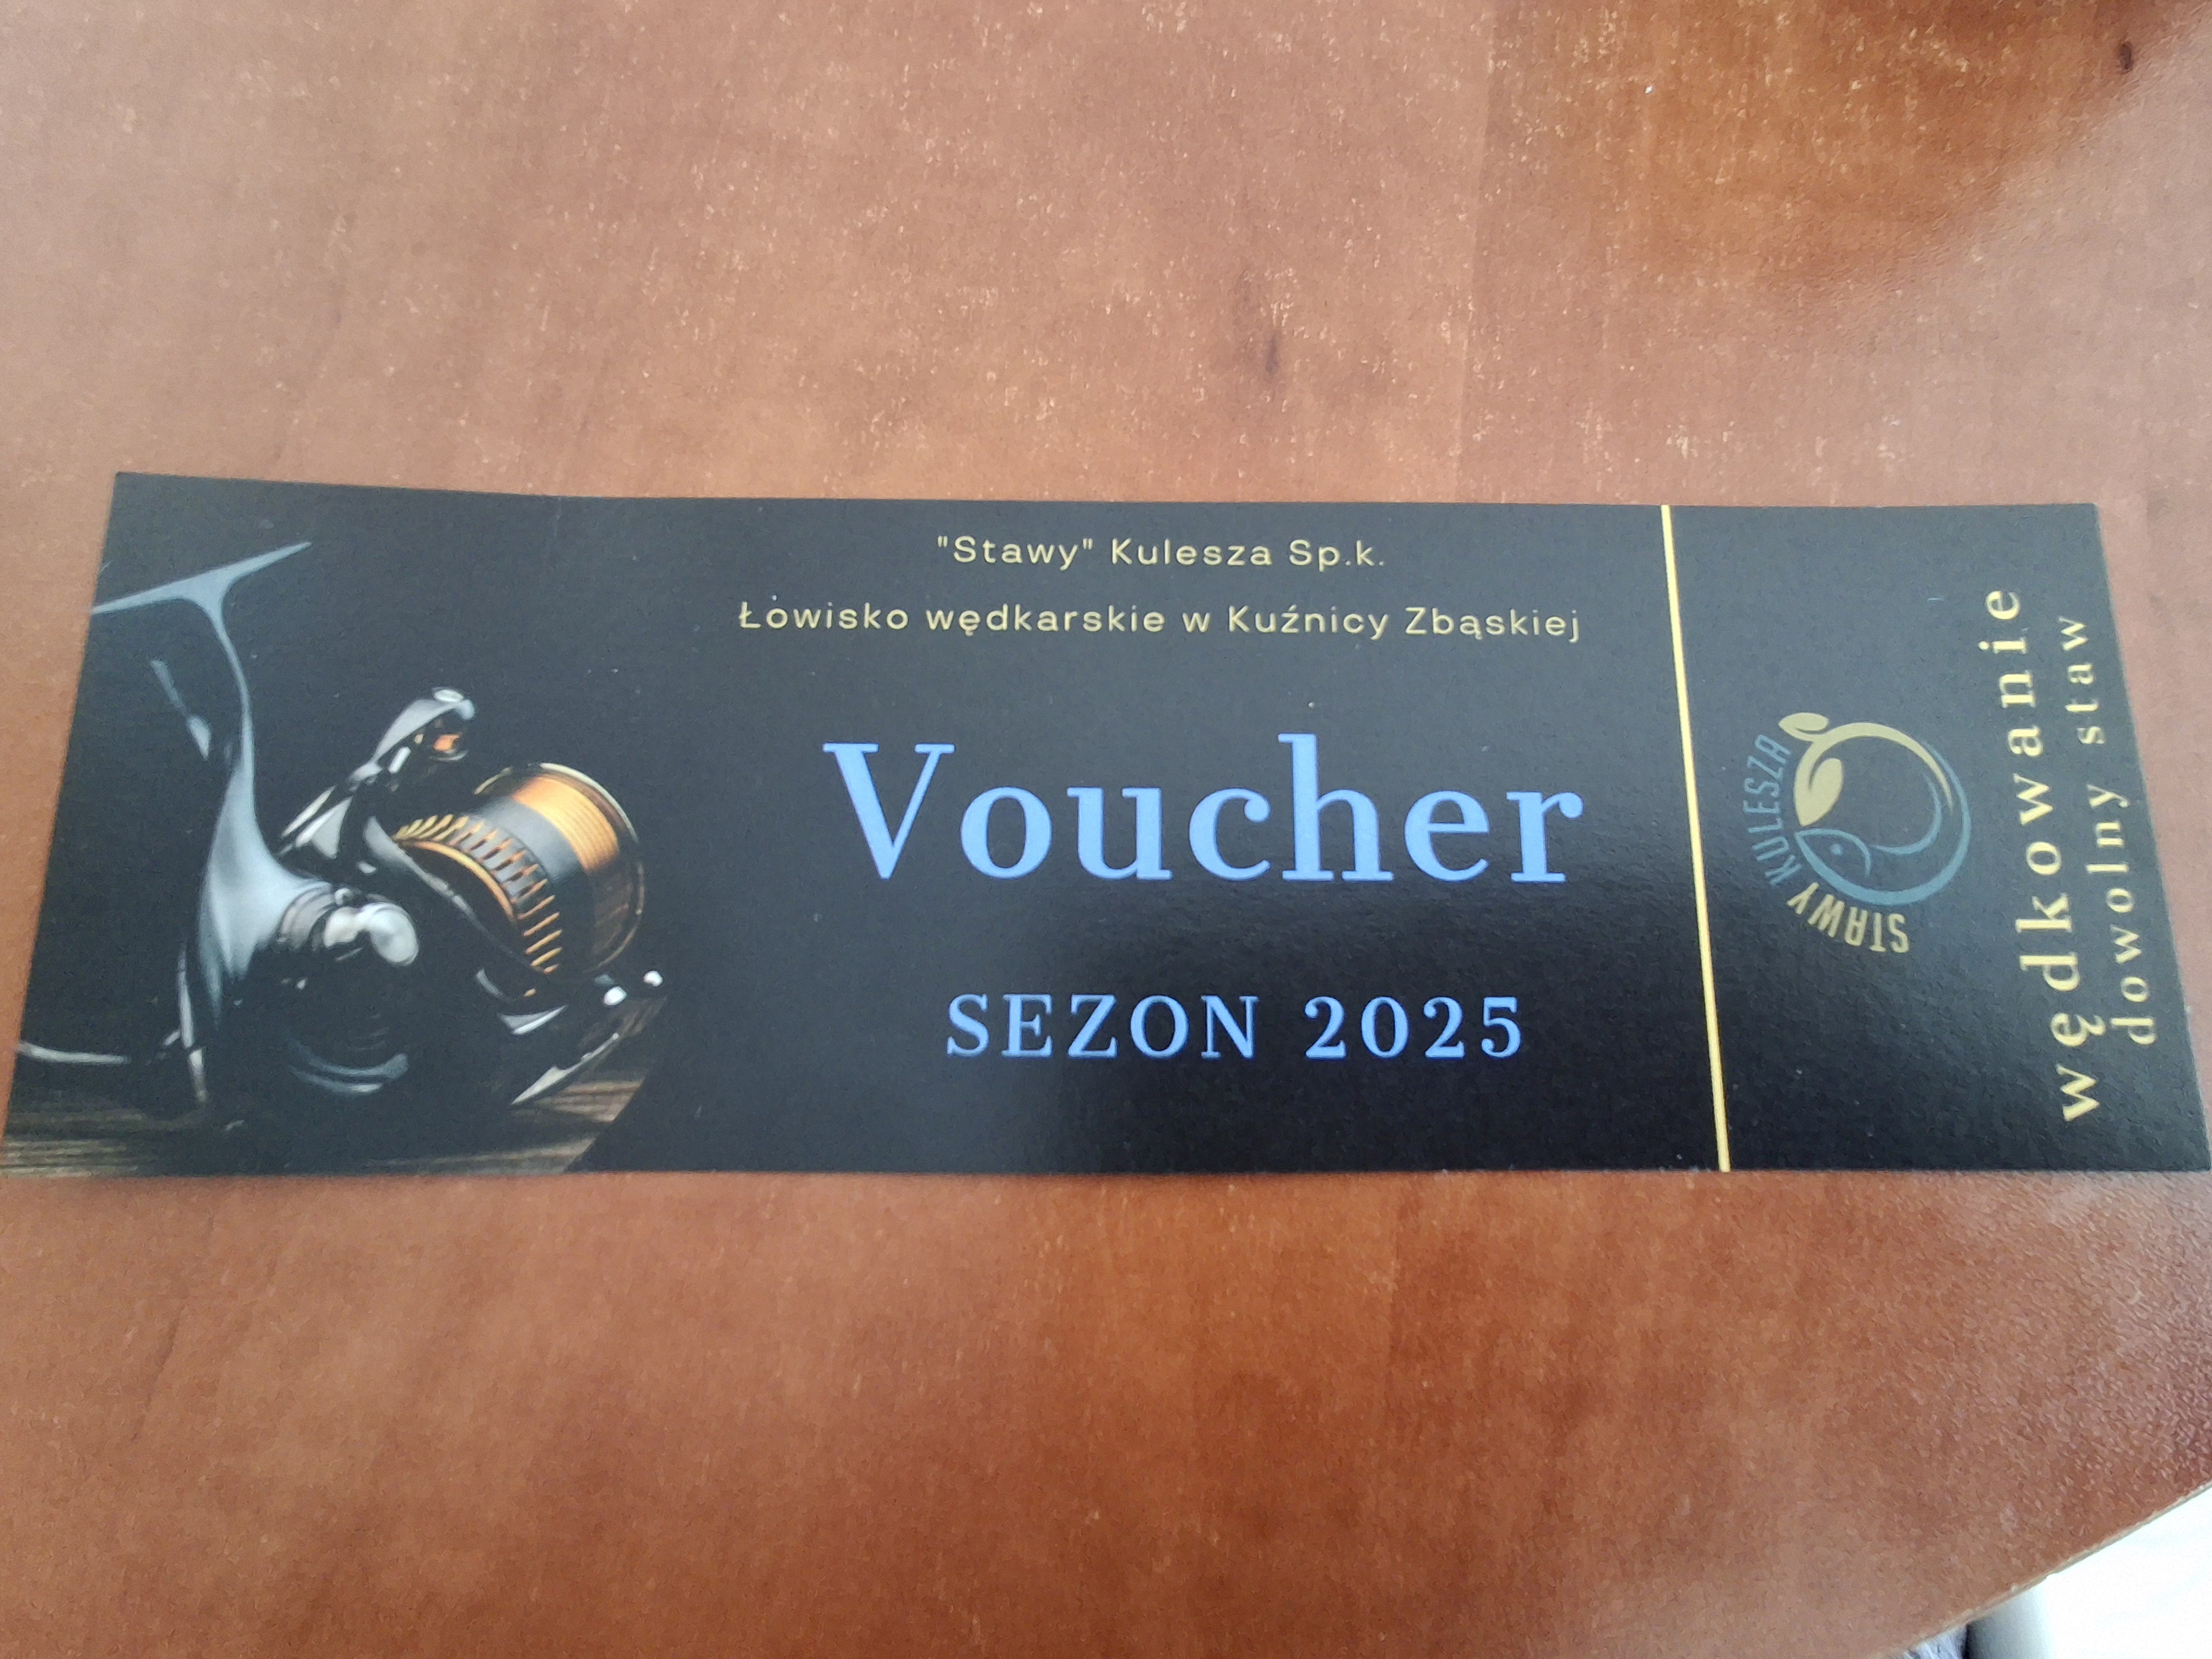 "Stawy" Kulesza Sp.k.
Łowisko wędkarskie w Kuźnicy Zbąskiej
Voucher
SEZON 2025
STAWY KULESZA
wędkowanie
dowolny staw